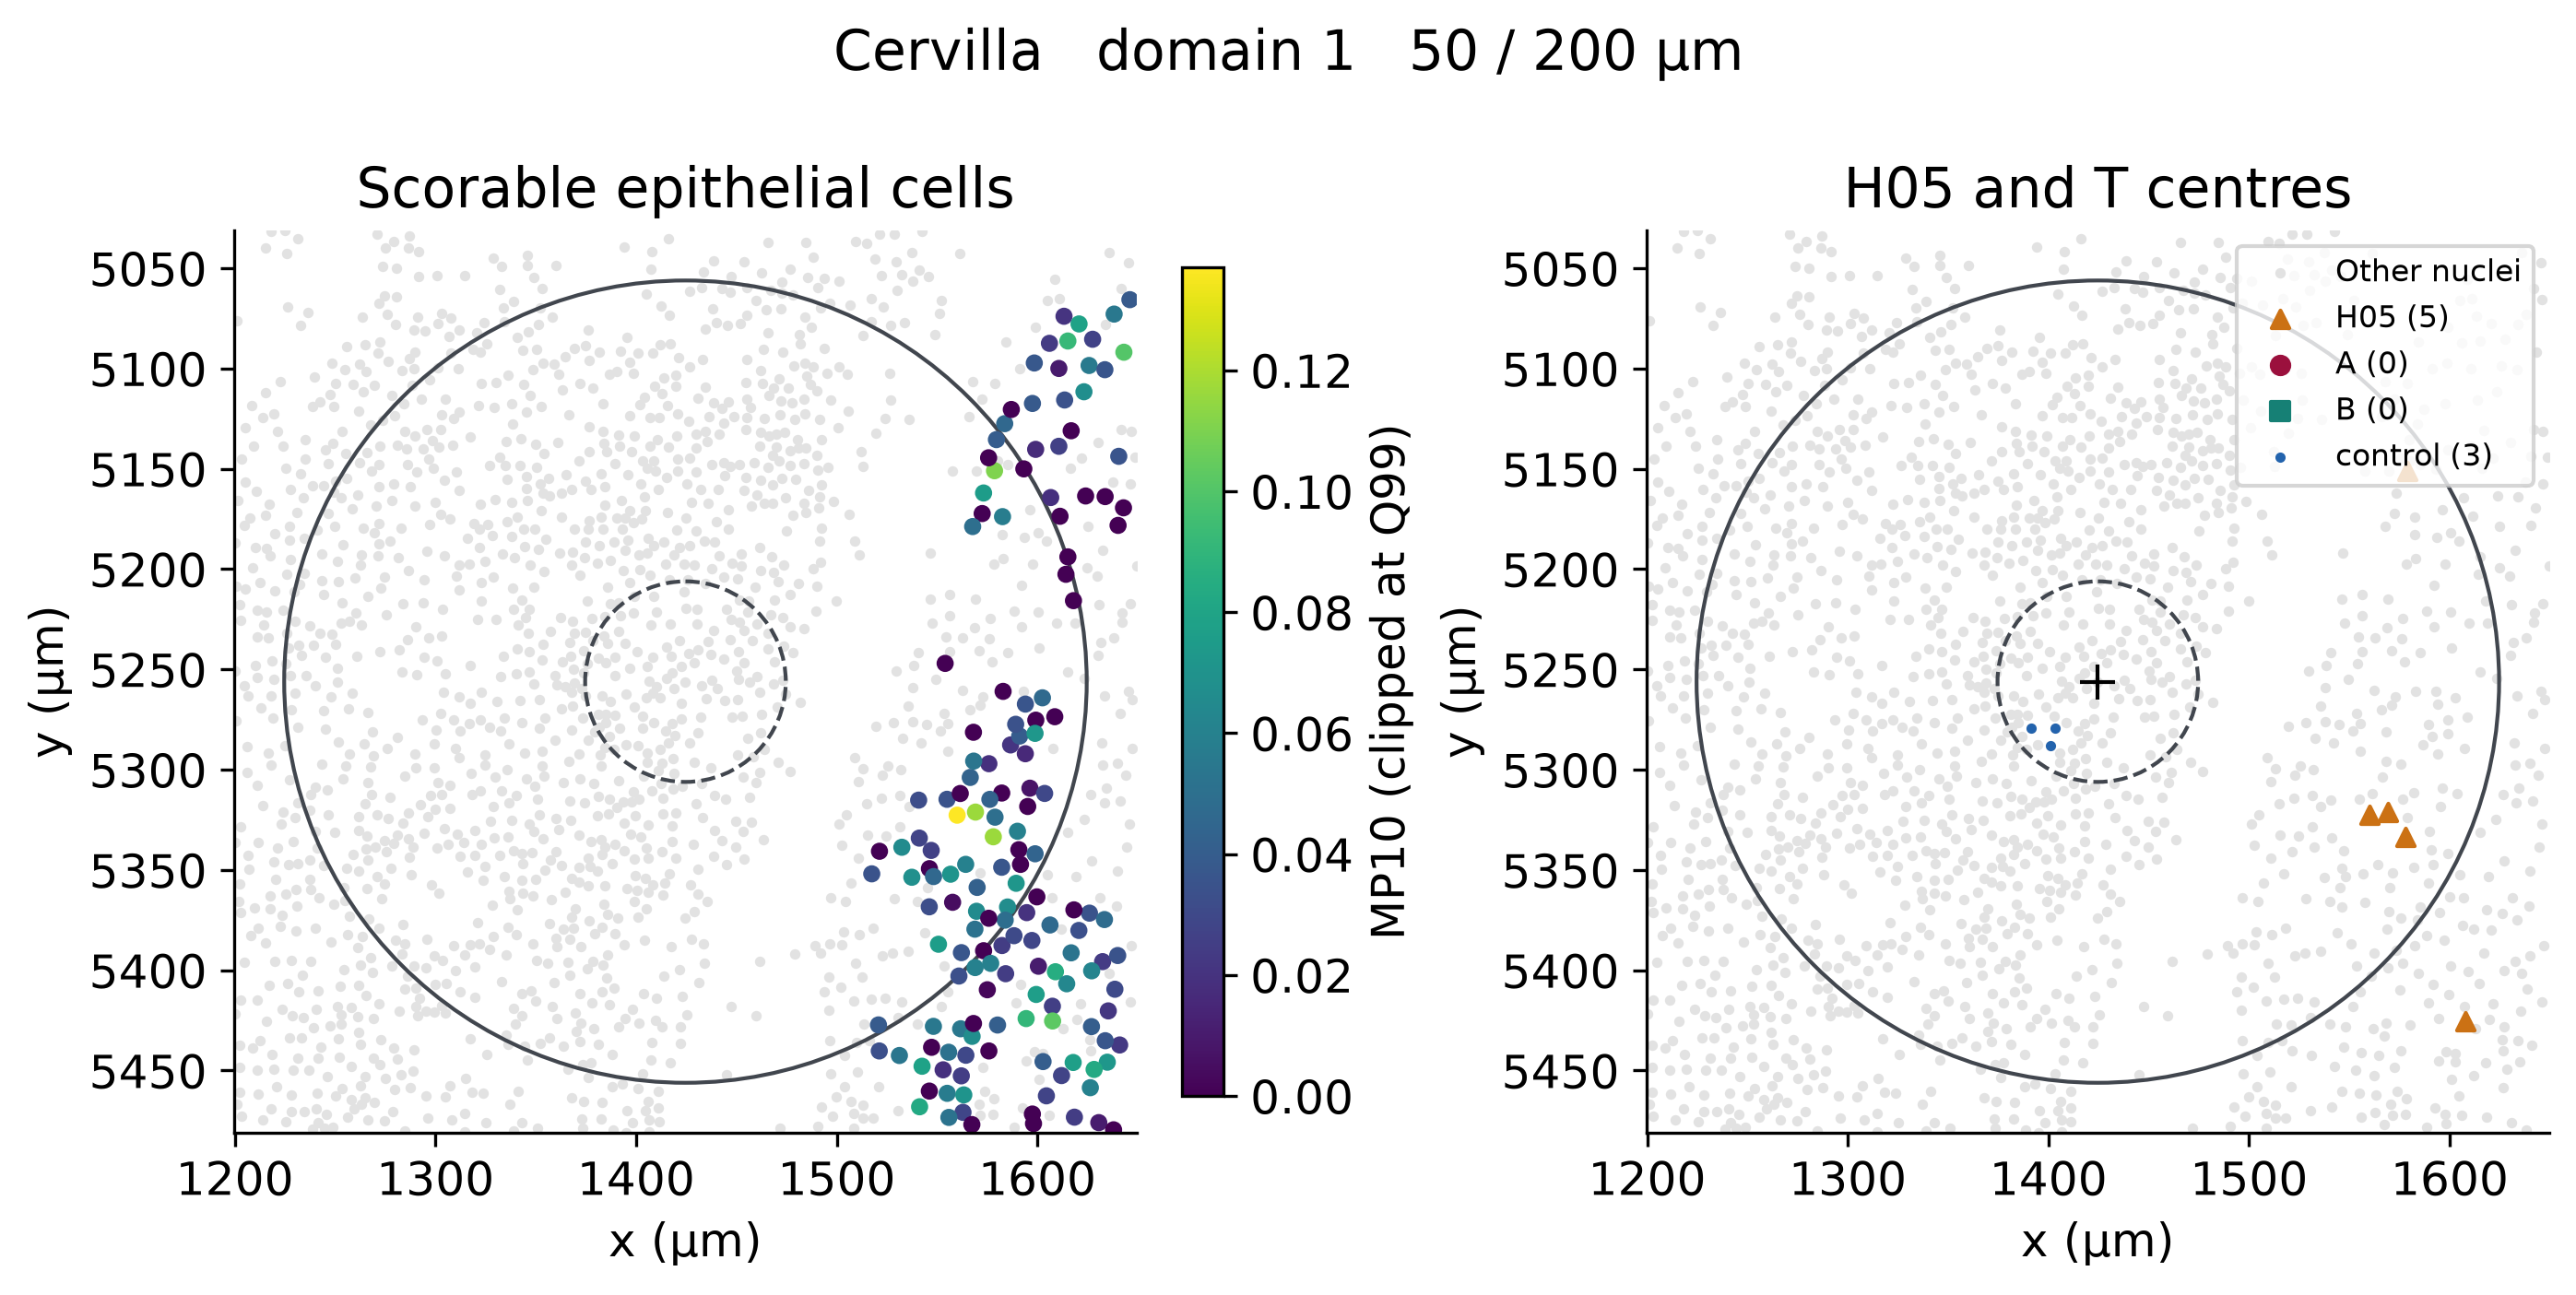 Cervilla   domain 1   50 / 200 µm
Scorable epithelial cells
5050
5100
5150
5200
5250
5300
5350
5400
5450
y (µm)
1200
1300
1400
1500
1600
x (µm)
0.12
0.10
0.08
0.06
0.04
0.02
0.00
MP10 (clipped at Q99)
H05 and T centres
5050
5100
5150
5200
5250
5300
5350
5400
5450
y (µm)
1200
1300
1400
1500
1600
x (µm)
Other nuclei
H05 (5)
A (0)
B (0)
control (3)